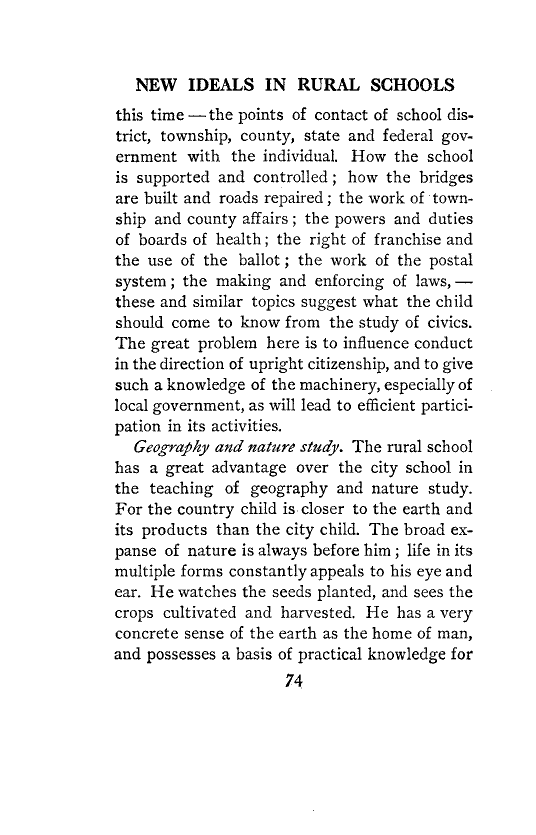 NEW IDEALS IN RURAL SCHOOLS
this time — the points of contact of school dis-
trict, township, county, state and federal gov-
ernment with the individual. How the school
is supported and controlled ; how the bridges
are built and roads repaired ; the work of town-
ship and county affairs ; the powers and duties
of boards of health ; the right of franchise and
the use of the ballot ; the work of the postal
system ; the making and enforcing of laws, —
these and similar topics suggest what the child
should come to know from the study of civics.
The great problem here is to influence conduct
in the direction of upright citizenship, and to give
such a knowledge of the machinery, especially of
local government, as will lead to efficient partici-
pation in its activities.
Geography and nature study. The rural school
has a great advantage over the city school in
the teaching of geography and nature study.
For the country child is closer to the earth and
its products than the city child. The broad ex-
panse of nature is always before him ; life in its
multiple forms constantly appeals to his eye and
ear. He watches the seeds planted, and sees the
crops cultivated and harvested. He has a very
concrete sense of the earth as the home of man,
and possesses a basis of practical knowledge for
74